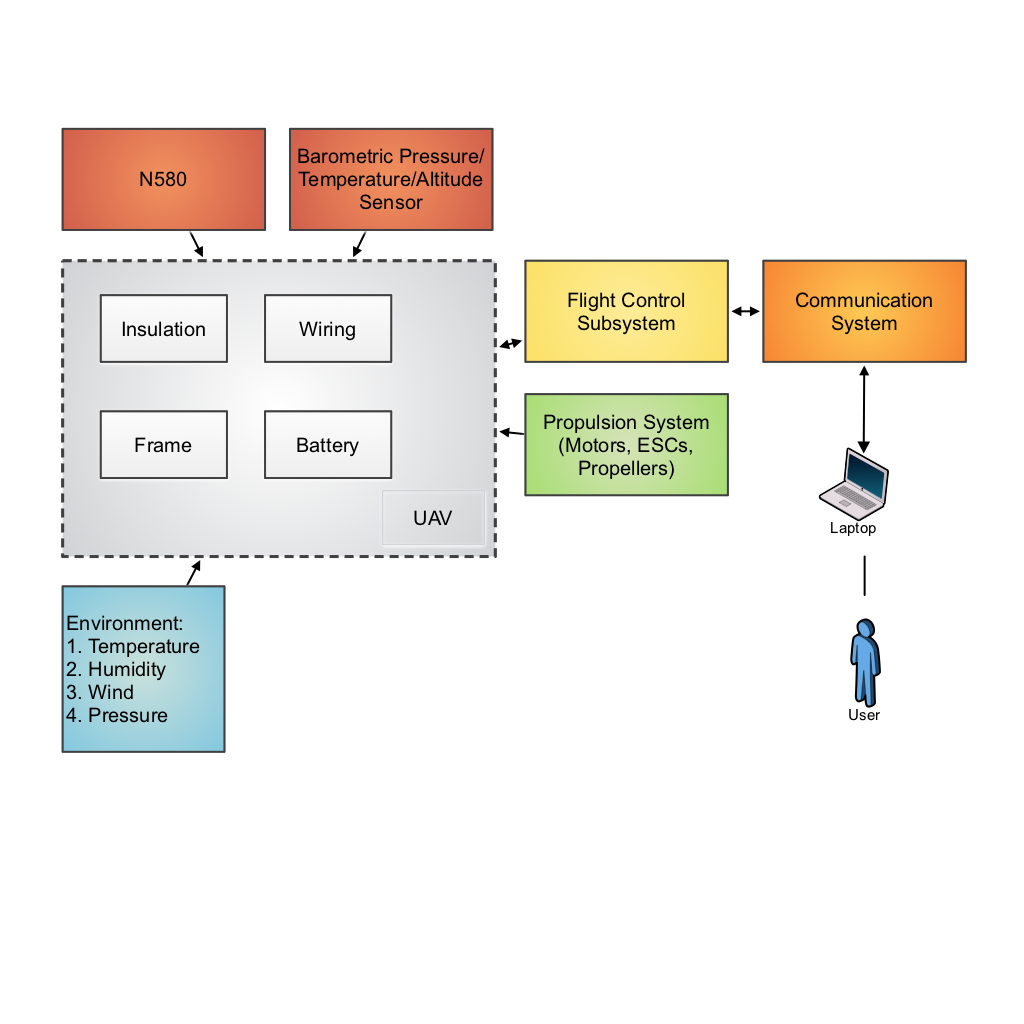 N580
Barometric Pressure/
Temperature/Altitude
Sensor
Insulation
Wiring
Frame
Battery
UAV
Flight Control
Subsystem
Communication
System
Propulsion System
(Motors, ESCs,
Propellers)
Laptop
User
Environment:
1. Temperature
2. Humidity
3. Wind
4. Pressure